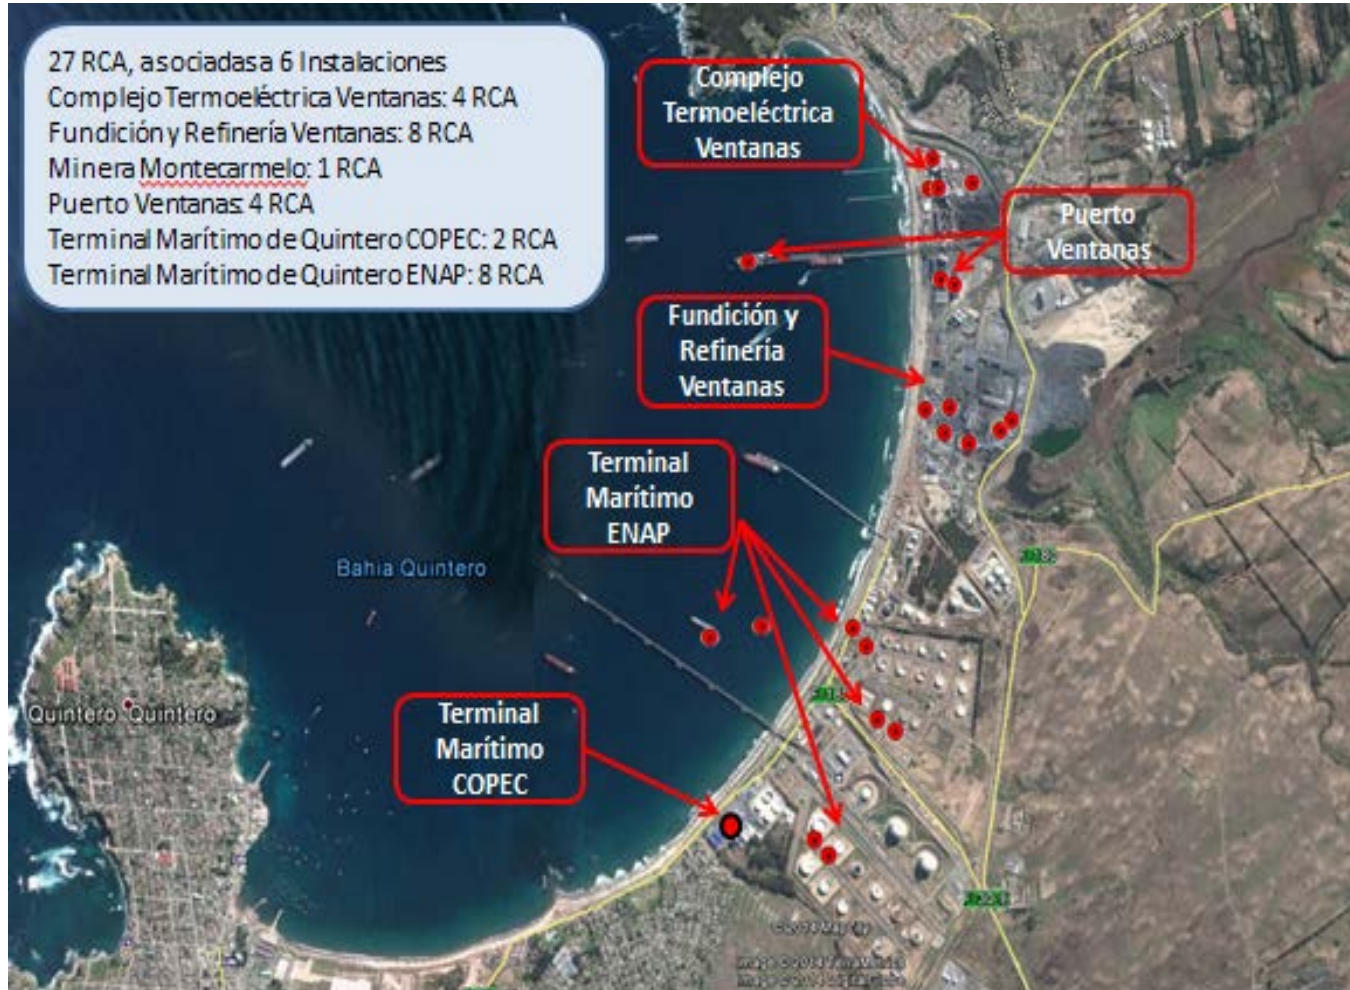 27 RCA, asociadas a 6 Instalaciones
Complejo Termoeléctrica Ventanas: 4 RCA
Fundición y Refinería Ventanas: 8 RCA
Minera Montecarmelo: 1 RCA
Puerto Ventanas: 4 RCA
Terminal Marítimo de Quintero COPEC: 2 RCA
Terminal Marítimo de Quintero ENAP: 8 RCA
Complejo
Termoeléctrica
Ventanas
Puerto
Ventanas
Fundición y
Refinería
Ventanas
Terminal
Marítimo
ENAP
Bahia Quintero
Quintero Quintero
Terminal
Marítimo
COPEC